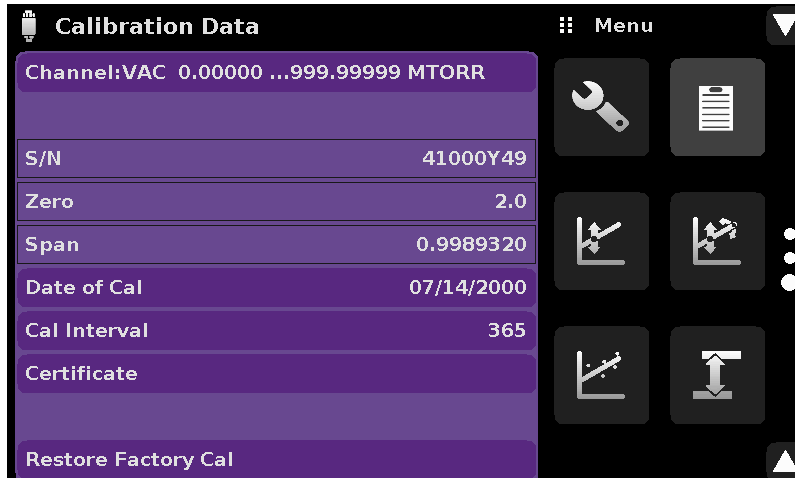 Calibration Data
Menu
Channel:VAC 0.00000 ...999.99999 MTORR
S/N 41000Y49
Zero 2.0
Span 0.9989320
Date of Cal 07/14/2000
Cal Interval 365
Certificate
Restore Factory Cal